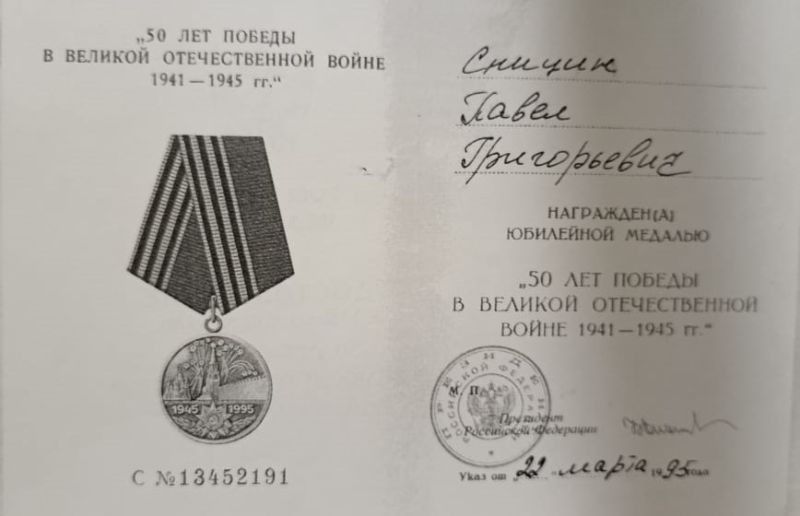 „50 ЛЕТ ПОБЕДЫ
В ВЕЛИКОЙ ОТЕЧЕСТВЕННОЙ ВОЙНЕ
1941—1945 гг.“
1945 1995
С №13452191
Сницин
Павел
Григорьевич
НАГРАЖДЕН(А)
ЮБИЛЕЙНОЙ МЕДАЛЬЮ
„50 ЛЕТ ПОБЕДЫ
В ВЕЛИКОЙ ОТЕЧЕСТВЕННОЙ
ВОЙНЕ 1941—1945 гг.“
М. П.
Президент
Российской Федерации
Указ от „22“ марта 1995 года